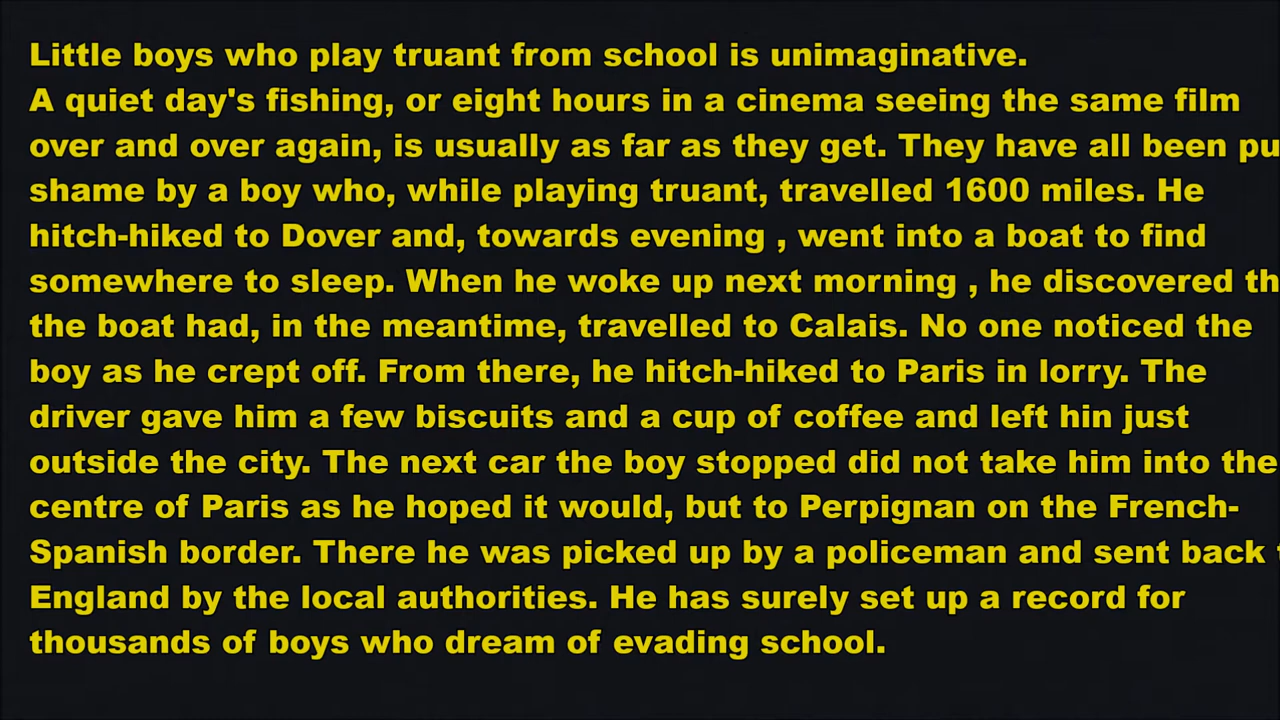 Little boys who play truant from school is unimaginative.
A quiet day's fishing, or eight hours in a cinema seeing the same film
over and over again, is usually as far as they get. They have all been pu
shame by a boy who, while playing truant, travelled 1600 miles. He
hitch-hiked to Dover and, towards evening , went into a boat to find
somewhere to sleep. When he woke up next morning , he discovered th
the boat had, in the meantime, travelled to Calais. No one noticed the
boy as he crept off. From there, he hitch-hiked to Paris in lorry. The
driver gave him a few biscuits and a cup of coffee and left hin just
outside the city. The next car the boy stopped did not take him into the
centre of Paris as he hoped it would, but to Perpignan on the French-
Spanish border. There he was picked up by a policeman and sent back
England by the local authorities. He has surely set up a record for
thousands of boys who dream of evading school.